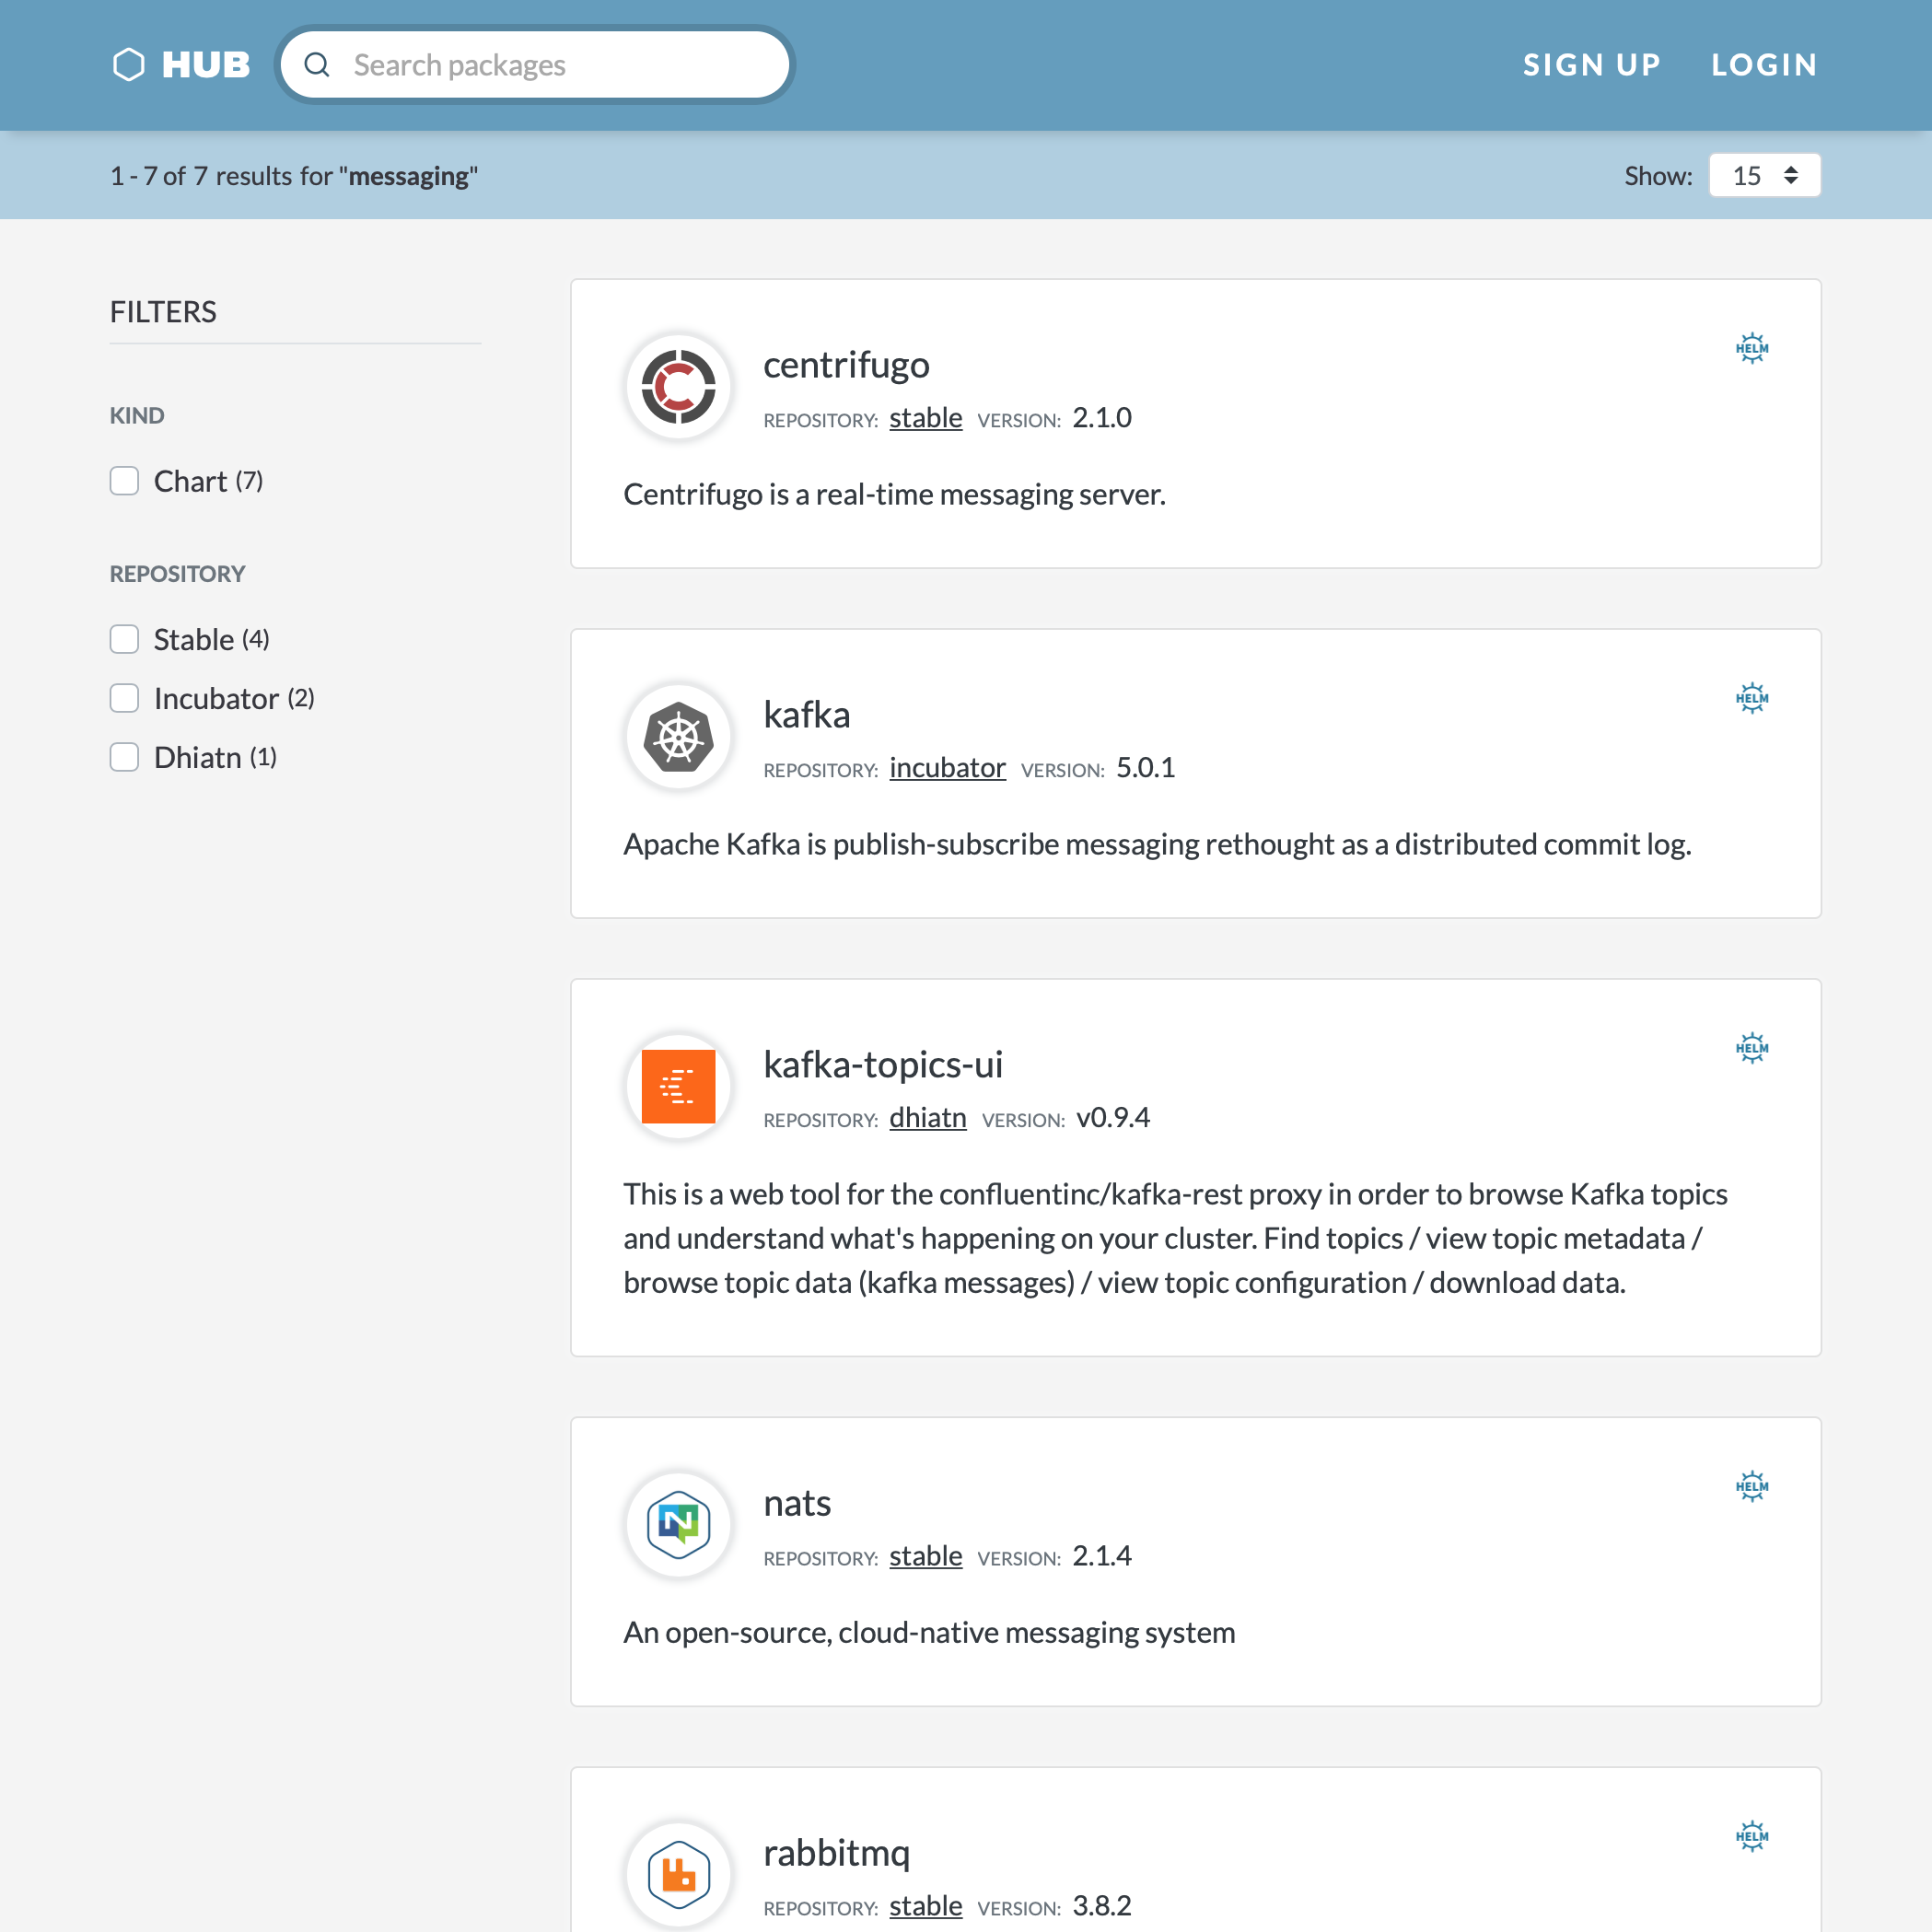 HUB
Search packages
SIGN UP LOGIN
1 - 7 of 7 results for "messaging"
Show: 15
FILTERS
KIND
Chart (7)
REPOSITORY
Stable (4)
Incubator (2)
Dhiatn (1)
centrifugo
HELM
REPOSITORY: stable VERSION: 2.1.0
Centrifugo is a real-time messaging server.
kafka
HELM
REPOSITORY: incubator VERSION: 5.0.1
Apache Kafka is publish-subscribe messaging rethought as a distributed commit log.
kafka-topics-ui
HELM
REPOSITORY: dhiatn VERSION: v0.9.4
This is a web tool for the confluentinc/kafka-rest proxy in order to browse Kafka topics
and understand what's happening on your cluster. Find topics / view topic metadata /
browse topic data (kafka messages) / view topic configuration / download data.
nats
HELM
N
REPOSITORY: stable VERSION: 2.1.4
An open-source, cloud-native messaging system
rabbitmq
HELM
REPOSITORY: stable VERSION: 3.8.2